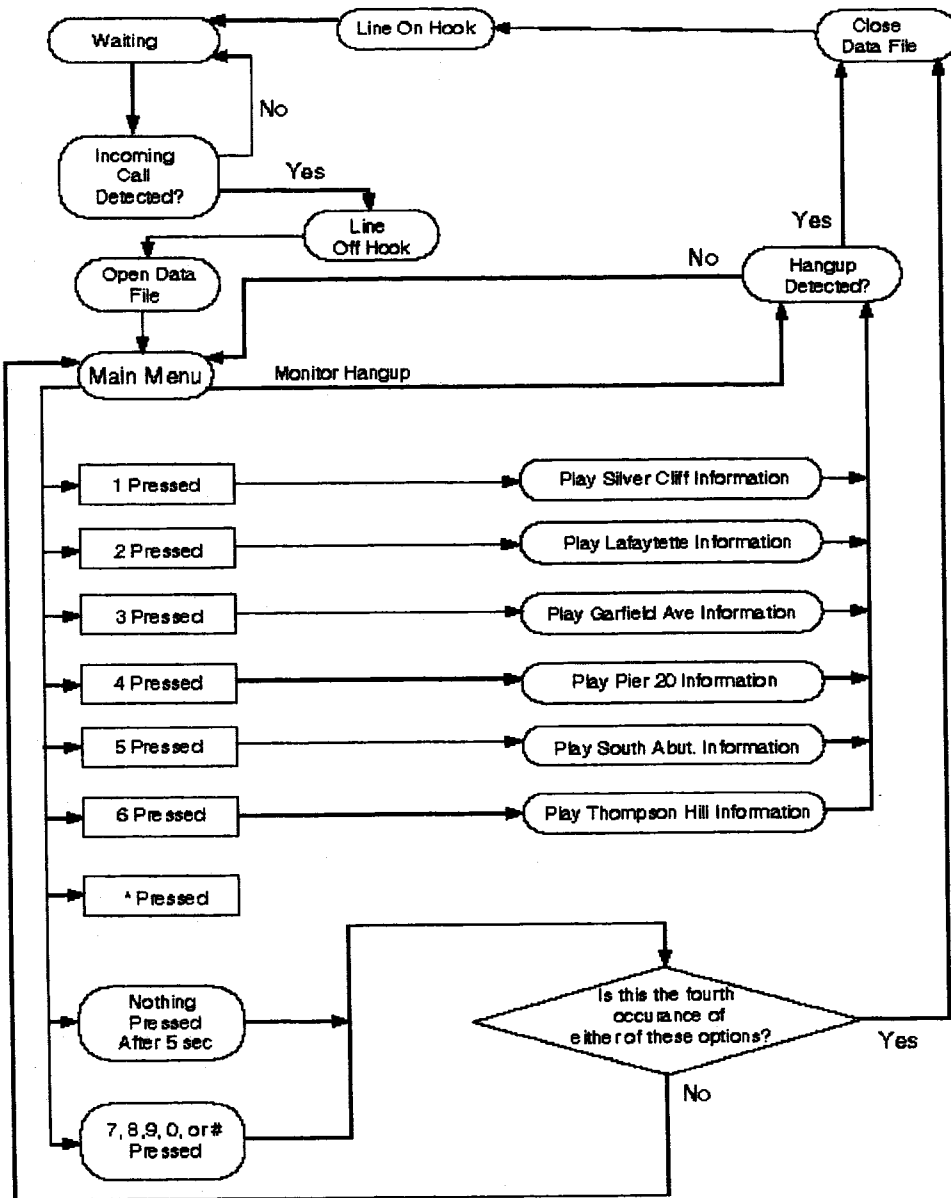 Waiting
Line On Hook
Close
Data File
No
Incoming
Call
Detected?
Yes
Line
Off Hook
Yes
No
Hangup
Detected?
Open Data
File
Main Menu
Monitor Hangup
1 Pressed
Play Silver Cliff Information
2 Pressed
Play Lafaytette Information
3 Pressed
Play Garfield Ave Information
4 Pressed
Play Pier 20 Information
5 Pressed
Play South Abut. Information
6 Pressed
Play Thompson Hill Information
* Pressed
Nothing
Pressed
After 5 sec
Is this the fourth
occurance of
either of these options?
Yes
No
7, 8, 9, 0, or #
Pressed